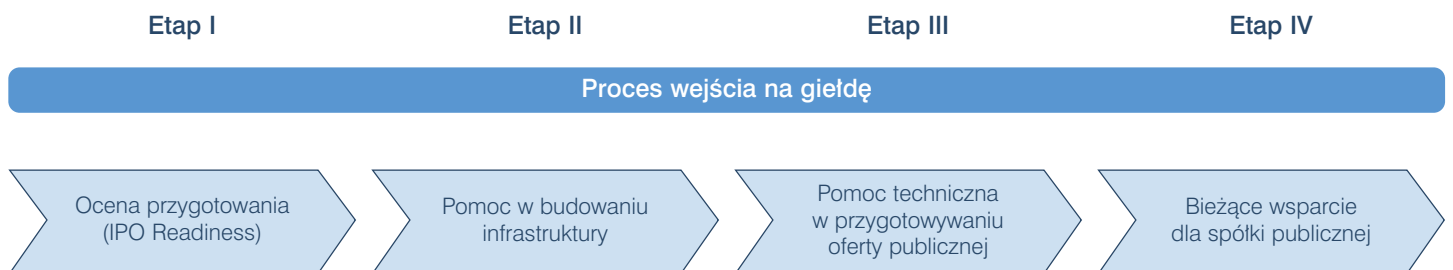 Etap I
Etap II
Etap III
Etap IV
Proces wejścia na giełdę
Ocena przygotowania
(IPO Readiness)
Pomoc w budowaniu
infrastruktury
Pomoc techniczna
w przygotowywaniu
oferty publicznej
Bieżące wsparcie
dla spółki publicznej